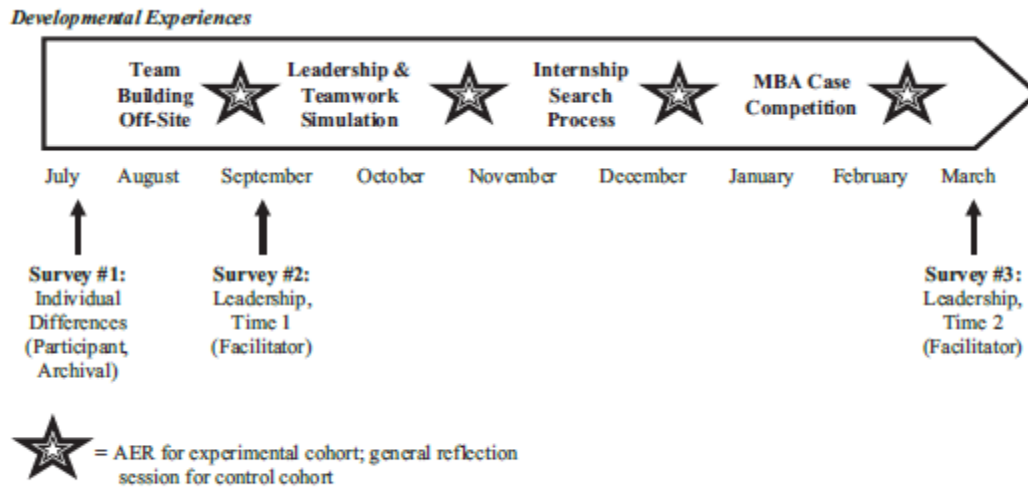 Developmental Experiences
Team
Building
Off-Site
Leadership &
Teamwork
Simulation
Internship
Search
Process
MBA Case
Competition
July August September October November December January February March
Survey #1:
Individual
Differences
(Participant,
Archival)
Survey #2:
Leadership,
Time 1
(Facilitator)
Survey #3:
Leadership,
Time 2
(Facilitator)
= AER for experimental cohort; general reflection
session for control cohort